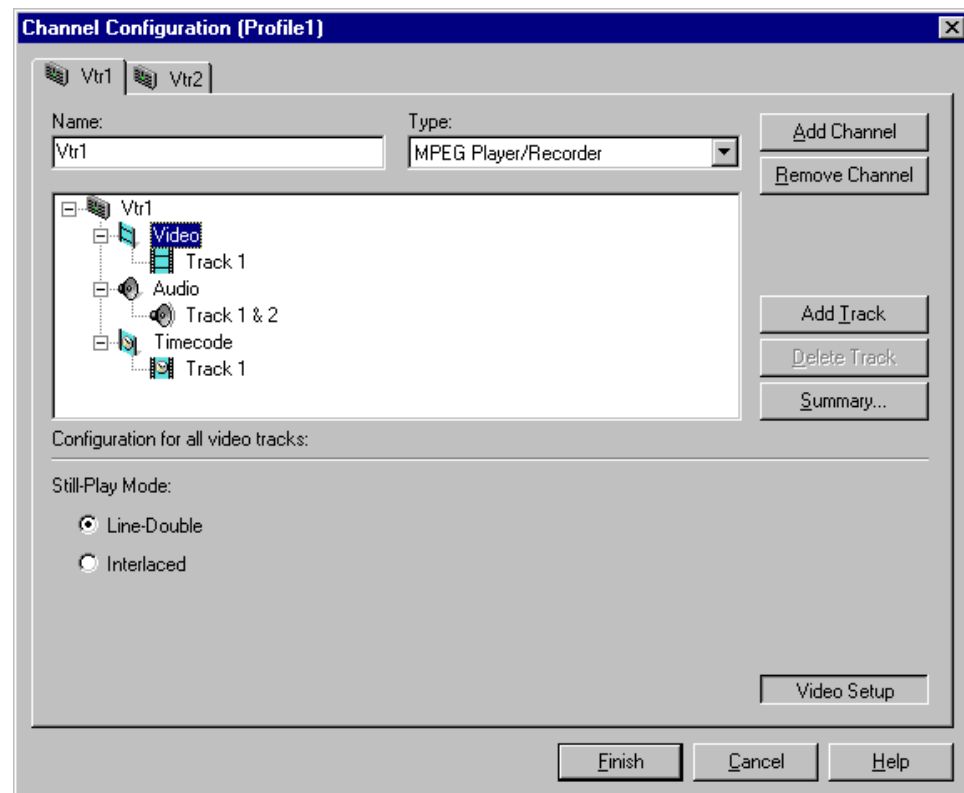 Channel Configuration (Profile1)
Vtr1 Vtr2
Name: Type:
Vtr1 MPEG Player/Recorder
Add Channel
Remove Channel
Vtr1
Video
Track 1
Audio
Track 1 & 2
Timecode
Track 1
Add Track
Delete Track
Summary...
Configuration for all video tracks:
Still-Play Mode:
Line-Double
Interlaced
Video Setup
Finish Cancel Help